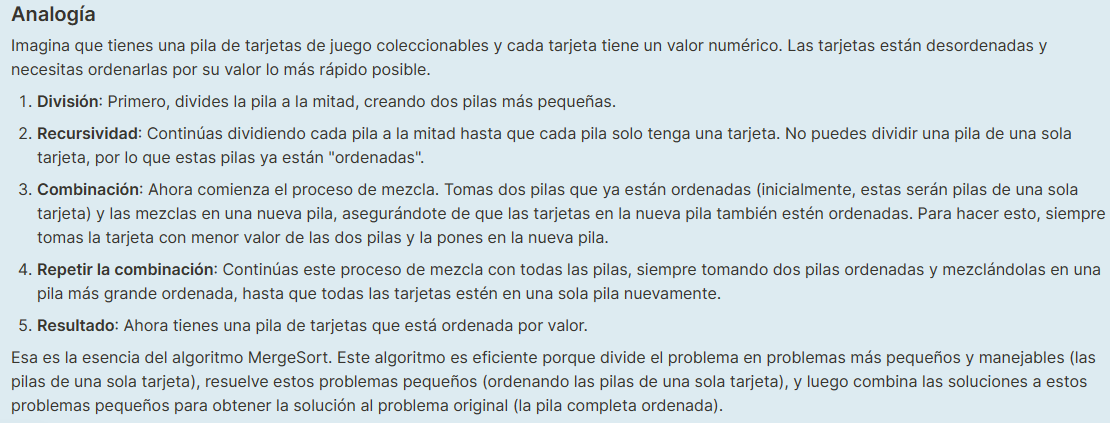 Analogía
Imagina que tienes una pila de tarjetas de juego coleccionables y cada tarjeta tiene un valor numérico. Las tarjetas están desordenadas y
necesitas ordenarlas por su valor lo más rápido posible.
1. División: Primero, divides la pila a la mitad, creando dos pilas más pequeñas.
2. Recursividad: Continúas dividiendo cada pila a la mitad hasta que cada pila solo tenga una tarjeta. No puedes dividir una pila de una sola
tarjeta, por lo que estas pilas ya están "ordenadas".
3. Combinación: Ahora comienza el proceso de mezcla. Tomas dos pilas que ya están ordenadas (inicialmente, estas serán pilas de una sola
tarjeta) y las mezclas en una nueva pila, asegurándote de que las tarjetas en la nueva pila también estén ordenadas. Para hacer esto, siempre
tomas la tarjeta con menor valor de las dos pilas y la pones en la nueva pila.
4. Repetir la combinación: Continúas este proceso de mezcla con todas las pilas, siempre tomando dos pilas ordenadas y mezclándolas en una
pila más grande ordenada, hasta que todas las tarjetas estén en una sola pila nuevamente.
5. Resultado: Ahora tienes una pila de tarjetas que está ordenada por valor.
Esa es la esencia del algoritmo MergeSort. Este algoritmo es eficiente porque divide el problema en problemas más pequeños y manejables (las
pilas de una sola tarjeta), resuelve estos problemas pequeños (ordenando las pilas de una sola tarjeta), y luego combina las soluciones a estos
problemas pequeños para obtener la solución al problema original (la pila completa ordenada).